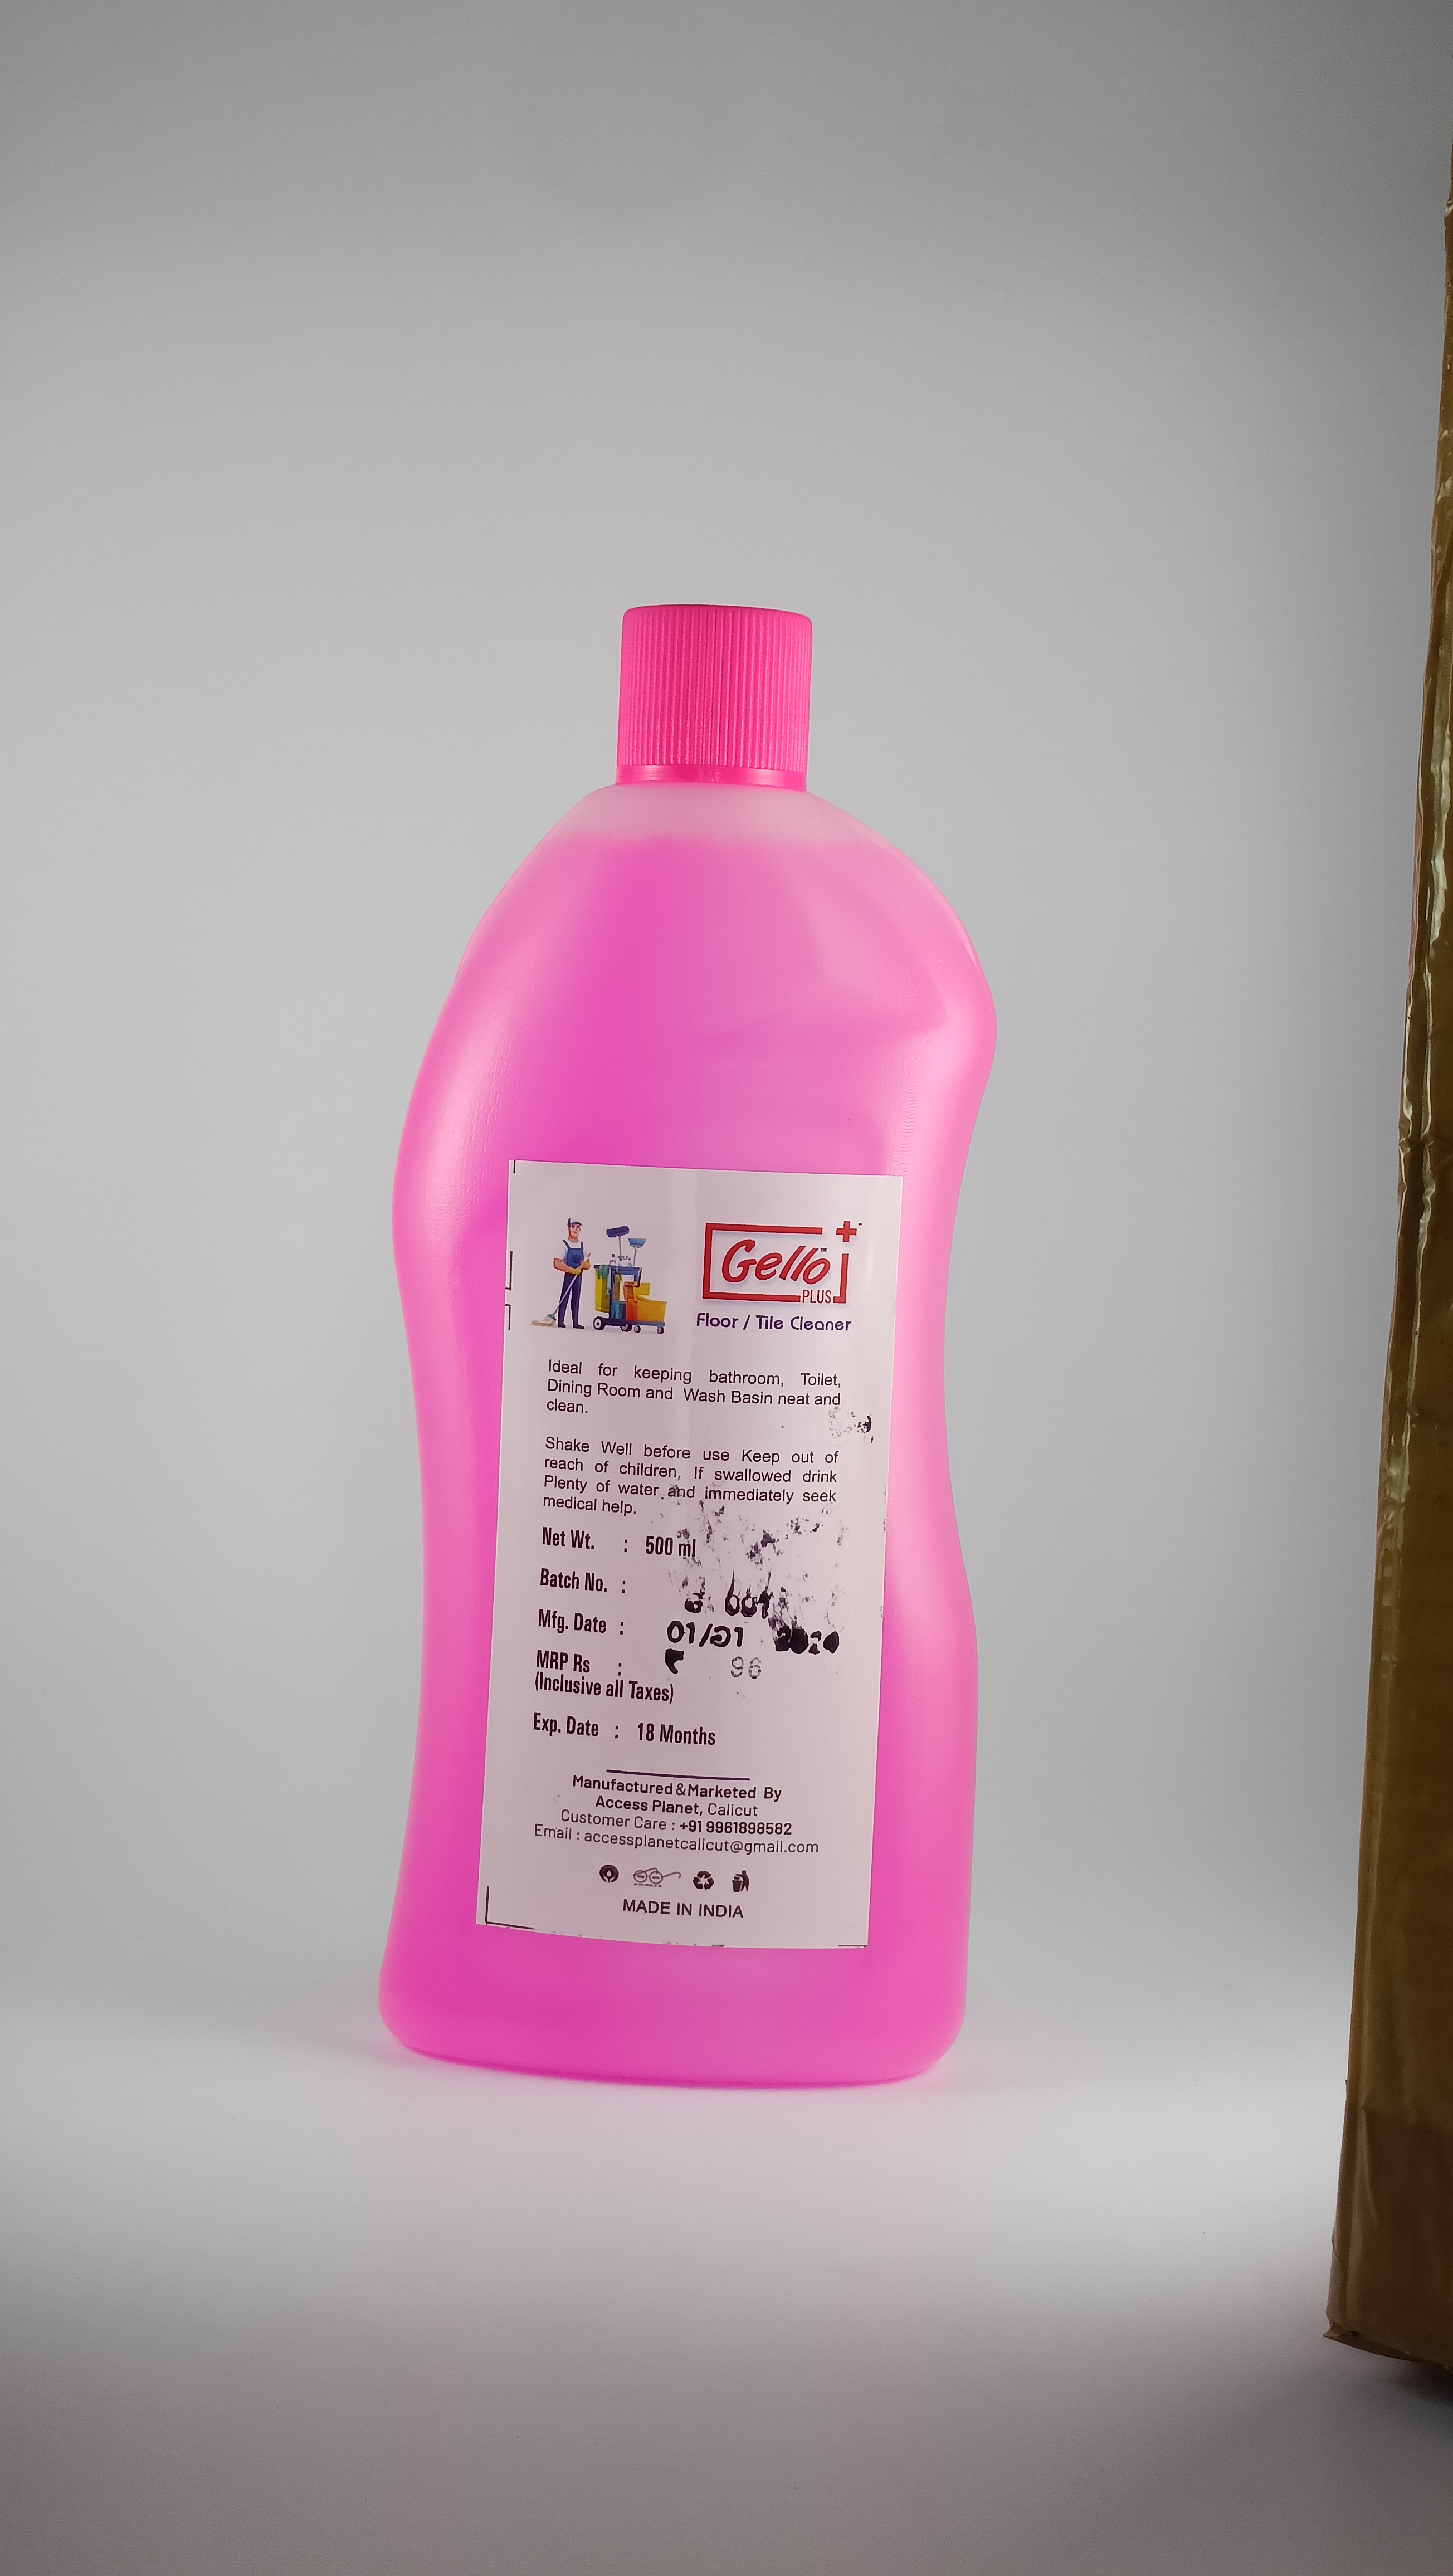 Gello
PLUS
Floor / Tile Cleaner
Ideal for keeping bathroom, Toilet,
Dining Room and Wash Basin neat and
clean.
Shake Well before use Keep out of
reach of children, If swallowed drink
Plenty of water and immediately seek
medical help.
Net Wt. : 500 ml
Batch No. :
Mfg. Date : 01/01 2020
MRP Rs : ₹ 96
(Inclusive all Taxes)
Exp. Date : 18 Months
Manufactured & Marketed By
Access Planet, Calicut
Customer Care : +91 9961898582
Email : accessplanetcalicut@gmail.com
MADE IN INDIA